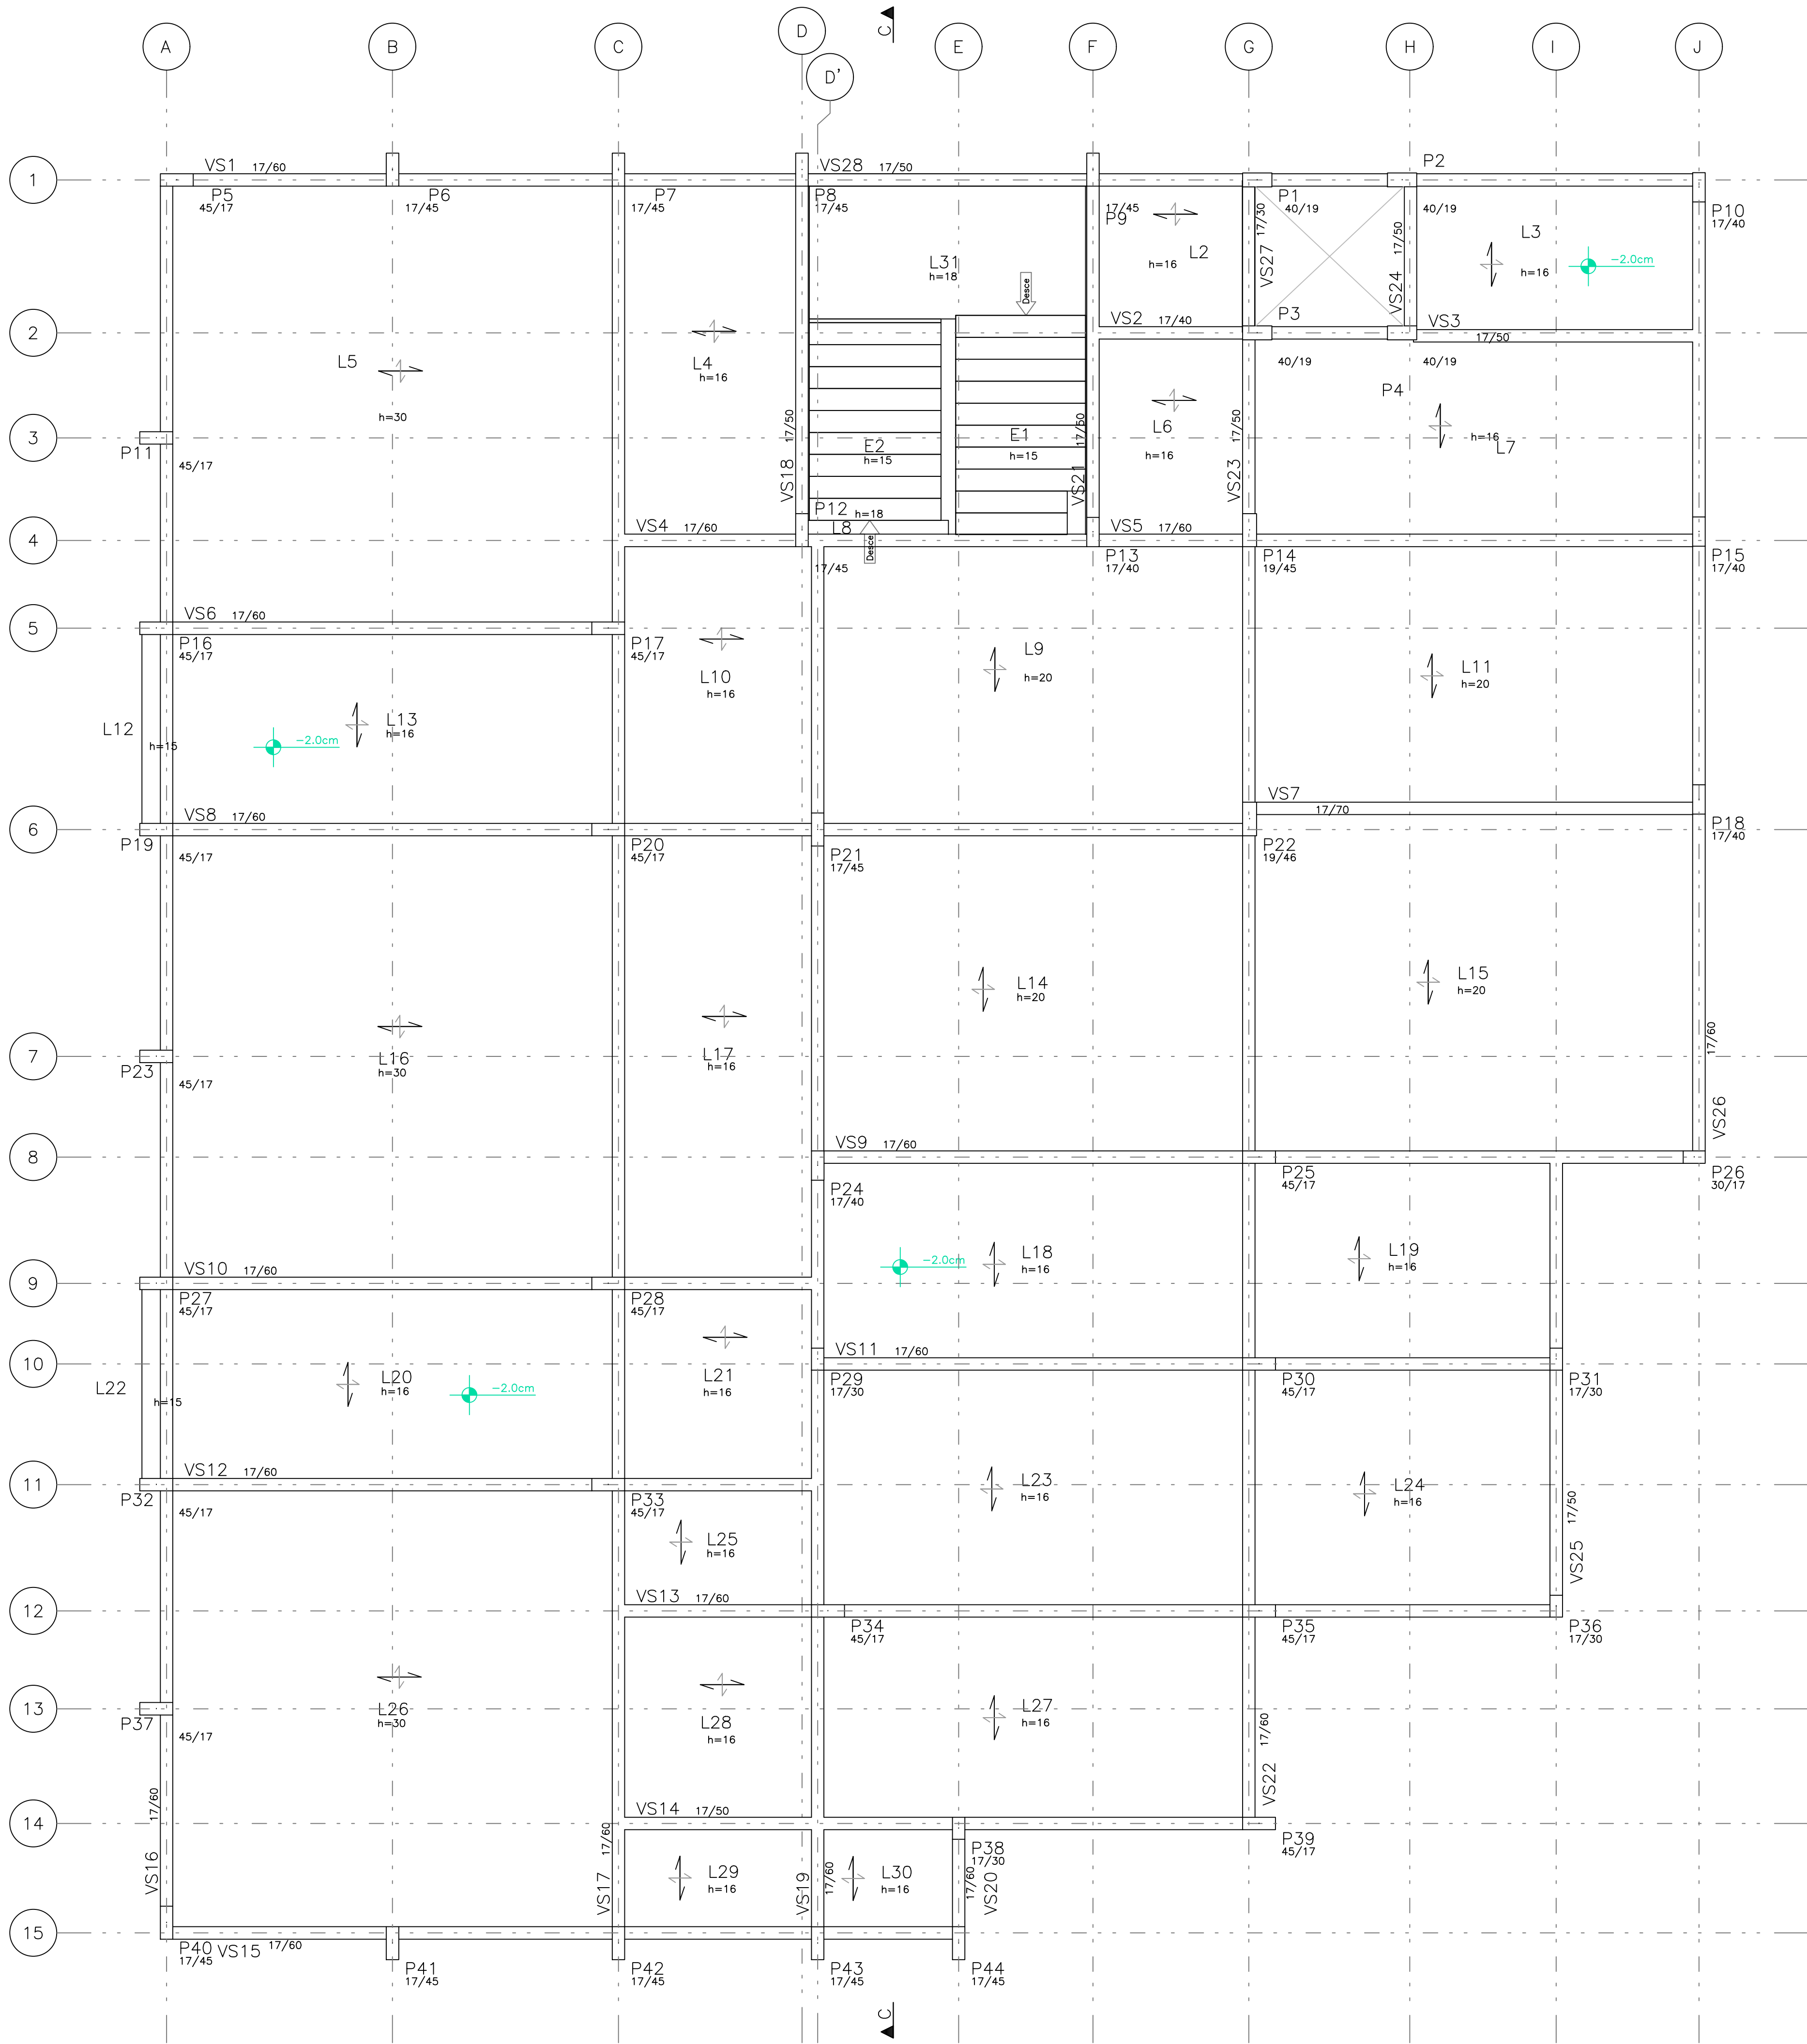 C
D
A
B
C
E
F
G
H
I
J
D'
1
VS1 17/60
VS28 17/50
P2
P5
45/17
P6
17/45
P7
17/45
P8
17/45
17/45
P9
P1
40/19
40/19
P10
17/40
17/30
VS27
17/50
VS24
L2
h=16
L3
h=16
-2.0cm
L31
h=18
Desce
2
VS2 17/40
P3
VS3
17/50
40/19
40/19
P4
L5
h=30
L4
h=16
L6
h=16
L7
h=16
3
P11
45/17
17/50
VS18
E2
h=15
E1
h=15
17/50
VS21
17/50
VS23
P12
h=18
L8
Desce
4
VS4 17/60
VS5 17/60
17/45
P13
17/40
P14
19/45
P15
17/40
5
VS6 17/60
P16
45/17
P17
45/17
L10
h=16
L9
h=20
L11
h=20
L12
h=15
L13
h=16
-2.0cm
VS7
17/70
6
VS8 17/60
P19
45/17
P20
45/17
P21
17/45
P22
19/46
P18
17/40
L14
h=20
L15
h=20
7
L16
h=30
L17
h=16
P23
45/17
17/60
VS26
8
VS9 17/60
P24
17/40
P25
45/17
P26
30/17
L18
h=16
-2.0cm
L19
h=16
9
VS10 17/60
P27
45/17
P28
45/17
10
VS11 17/60
P29
17/30
P30
45/17
P31
17/30
L22
h=15
L20
h=16
-2.0cm
L21
h=16
11
VS12 17/60
P32
45/17
P33
45/17
L23
h=16
L24
h=16
17/50
VS25
L25
h=16
12
VS13 17/60
P34
45/17
P35
45/17
P36
17/30
13
P37
45/17
L26
h=30
L28
h=16
L27
h=16
17/60
VS22
14
VS14 17/50
17/60
VS16
17/60
VS17
P38
17/30
P39
45/17
L29
h=16
VS19
17/60
L30
h=16
17/60
VS20
15
P40
17/45
VS15 17/60
P41
17/45
P42
17/45
P43
17/45
P44
17/45
C